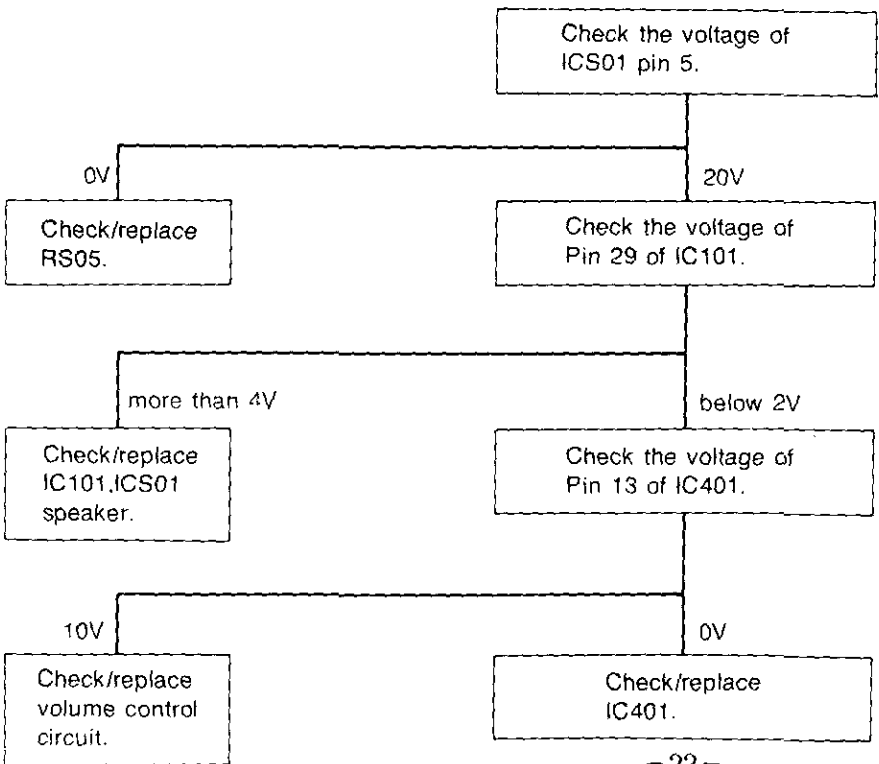 Check the voltage of
ICS01 pin 5.
0V
20V
Check/replace
RS05.
Check the voltage of
Pin 29 of IC101.
more than 4V
below 2V
Check/replace
IC101,ICS01
speaker.
Check the voltage of
Pin 13 of IC401.
10V
0V
Check/replace
volume control
circuit.
Check/replace
IC401.